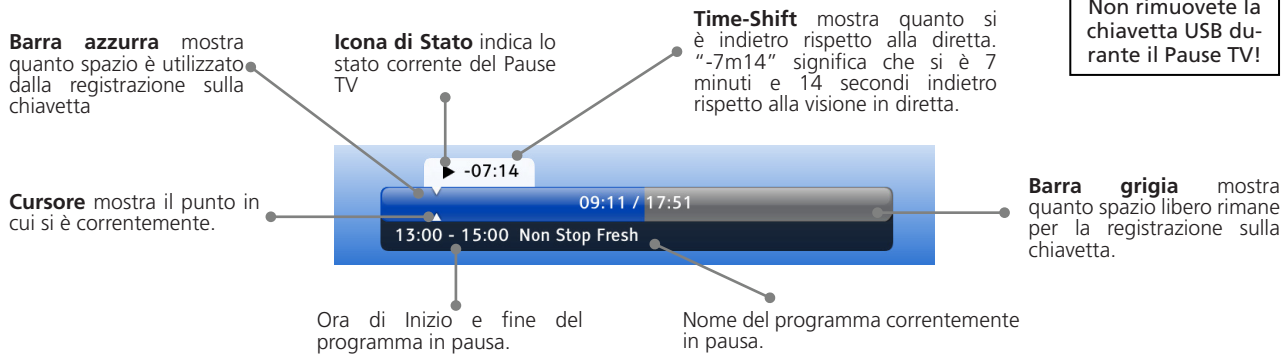 Barra azzurra mostra
quanto spazio è utilizzato
dalla registrazione sulla
chiavetta
Icona di Stato indica lo
stato corrente del Pause
TV
Time-Shift mostra quanto si
è indietro rispetto alla diretta.
“-7m14” significa che si è 7
minuti e 14 secondi indietro
rispetto alla visione in diretta.
Non rimuovete la
chiavetta USB du-
rante il Pause TV!
-07:14
Cursore mostra il punto in
cui si è correntemente.
09:11 / 17:51
13:00 - 15:00 Non Stop Fresh
Barra grigia mostra
quanto spazio libero rimane
per la registrazione sulla
chiavetta.
Ora di Inizio e fine del
programma in pausa.
Nome del programma correntemente
in pausa.